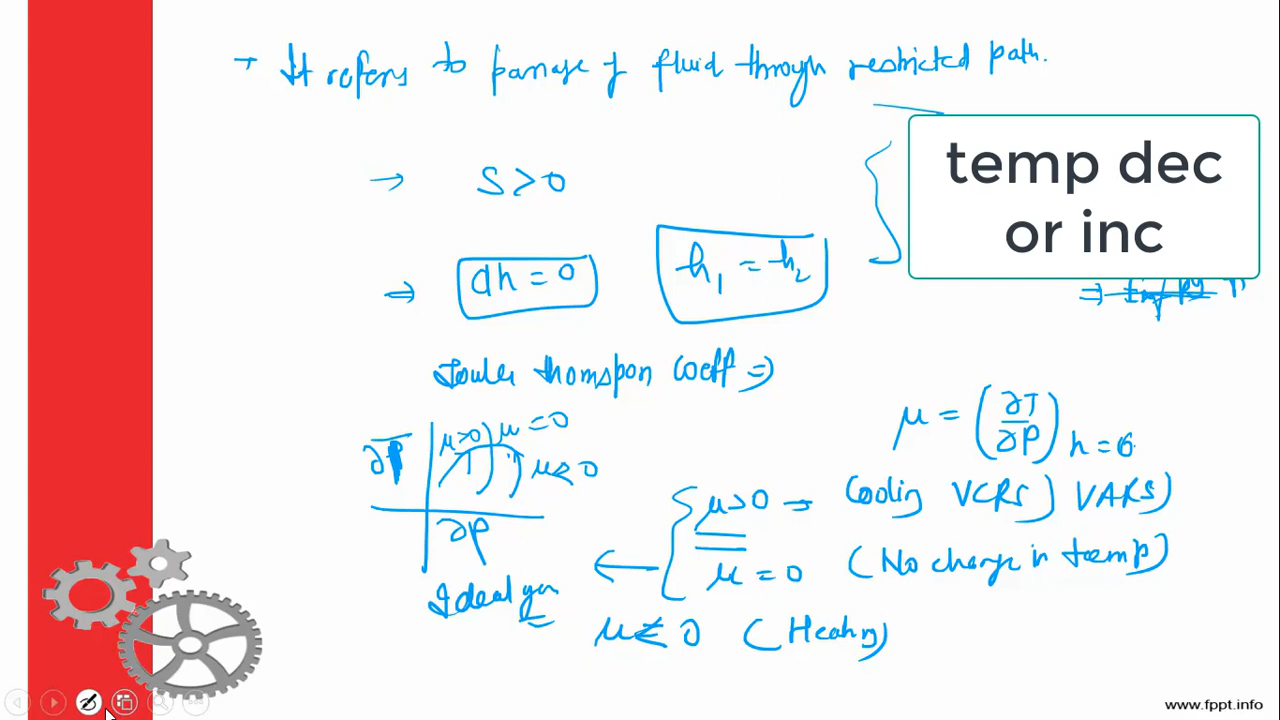 → It refers to passage of fluid through restricted path.
temp dec
or inc
→ S > 0
⇒ dh = 0
h₁ = h₂
Joules thomspon coeff ⇒
μ = (∂T/∂P) h = c
∂T
μ>0 μ = 0
μ < 0
∂P
μ>0 → Cooling VCRS) VARS)
μ = 0 (No change in temp)
Ideal gas
μ < 0 (Heating)
www.fppt.info